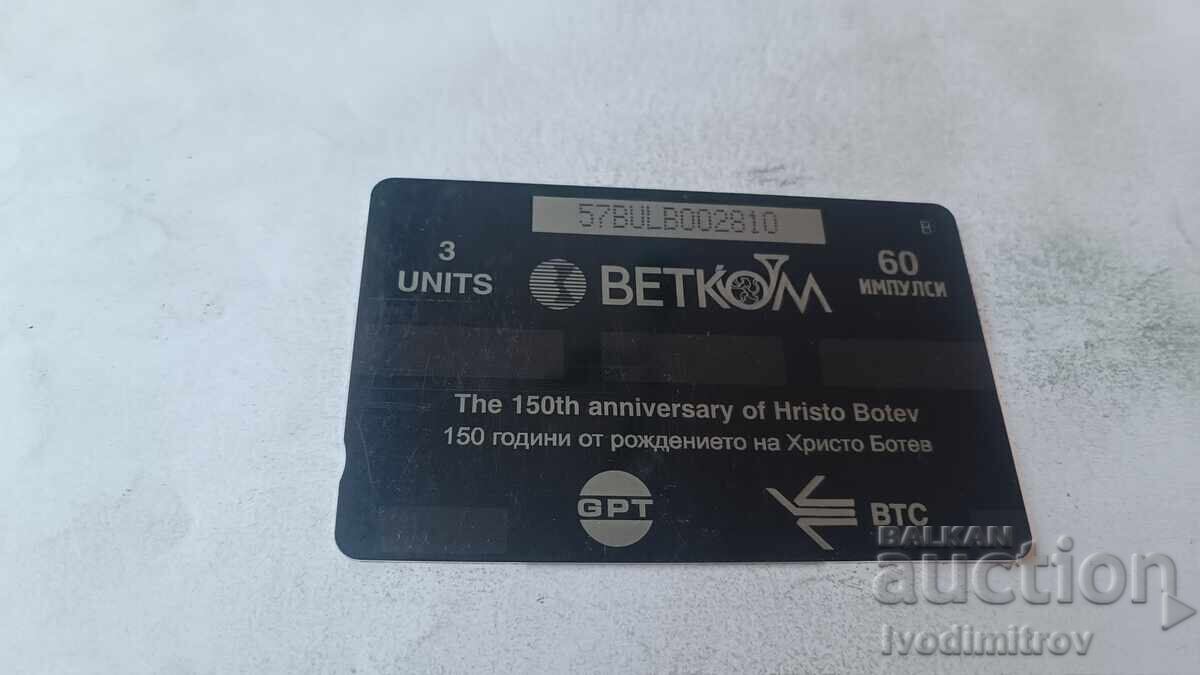 57BULB002810
B
3
UNITS
BETKOM
60
ИМПУЛСИ
The 150th anniversary of Hristo Botev
150 години от рождението на Христо Ботев
GPT
BTC
BALKAN
auction
Ivodimitrov